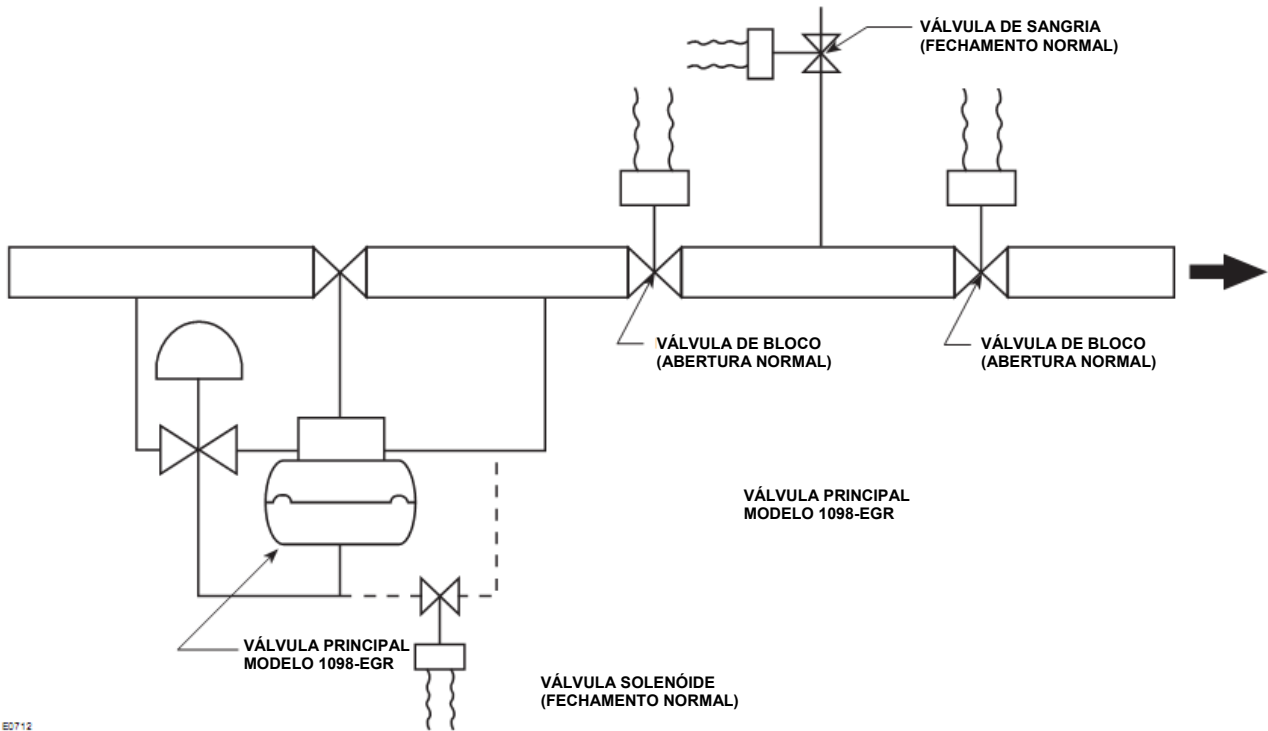 VÁLVULA DE SANGRIA
(FECHAMENTO NORMAL)
VÁLVULA DE BLOCO
(ABERTURA NORMAL)
VÁLVULA DE BLOCO
(ABERTURA NORMAL)
VÁLVULA PRINCIPAL
MODELO 1098-EGR
VÁLVULA PRINCIPAL
MODELO 1098-EGR
VÁLVULA SOLENÓIDE
(FECHAMENTO NORMAL)
E0712